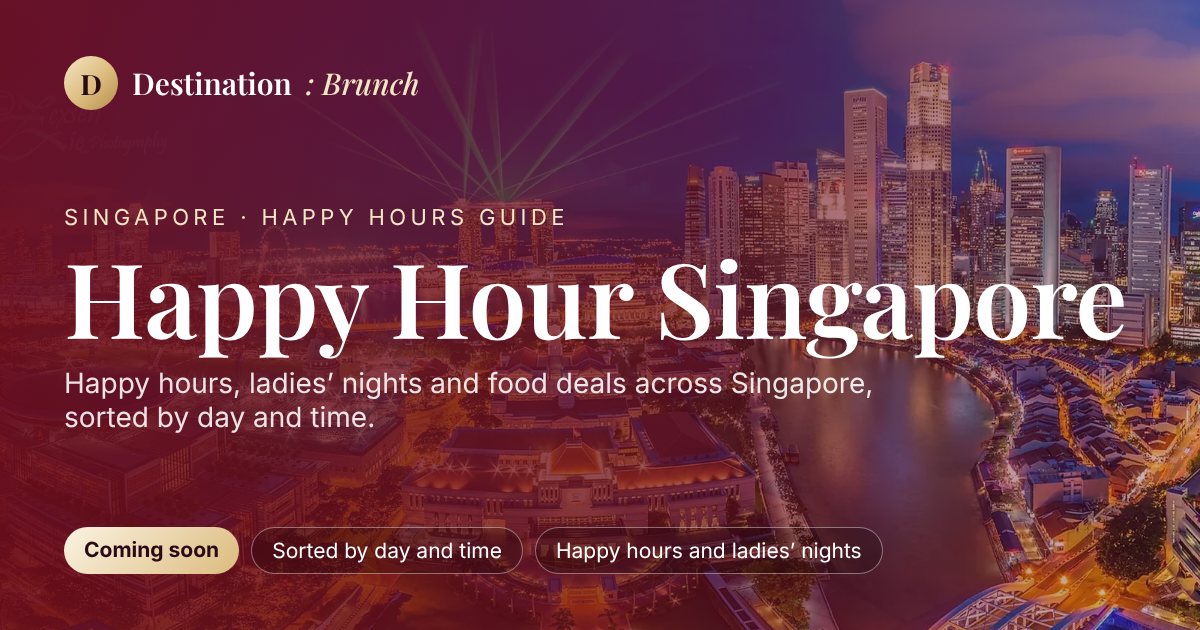 D
Destination : Brunch
SINGAPORE · HAPPY HOURS GUIDE
Happy Hour Singapore
Happy hours, ladies’ nights and food deals across Singapore,
sorted by day and time.
Coming soon
Sorted by day and time
Happy hours and ladies’ nights